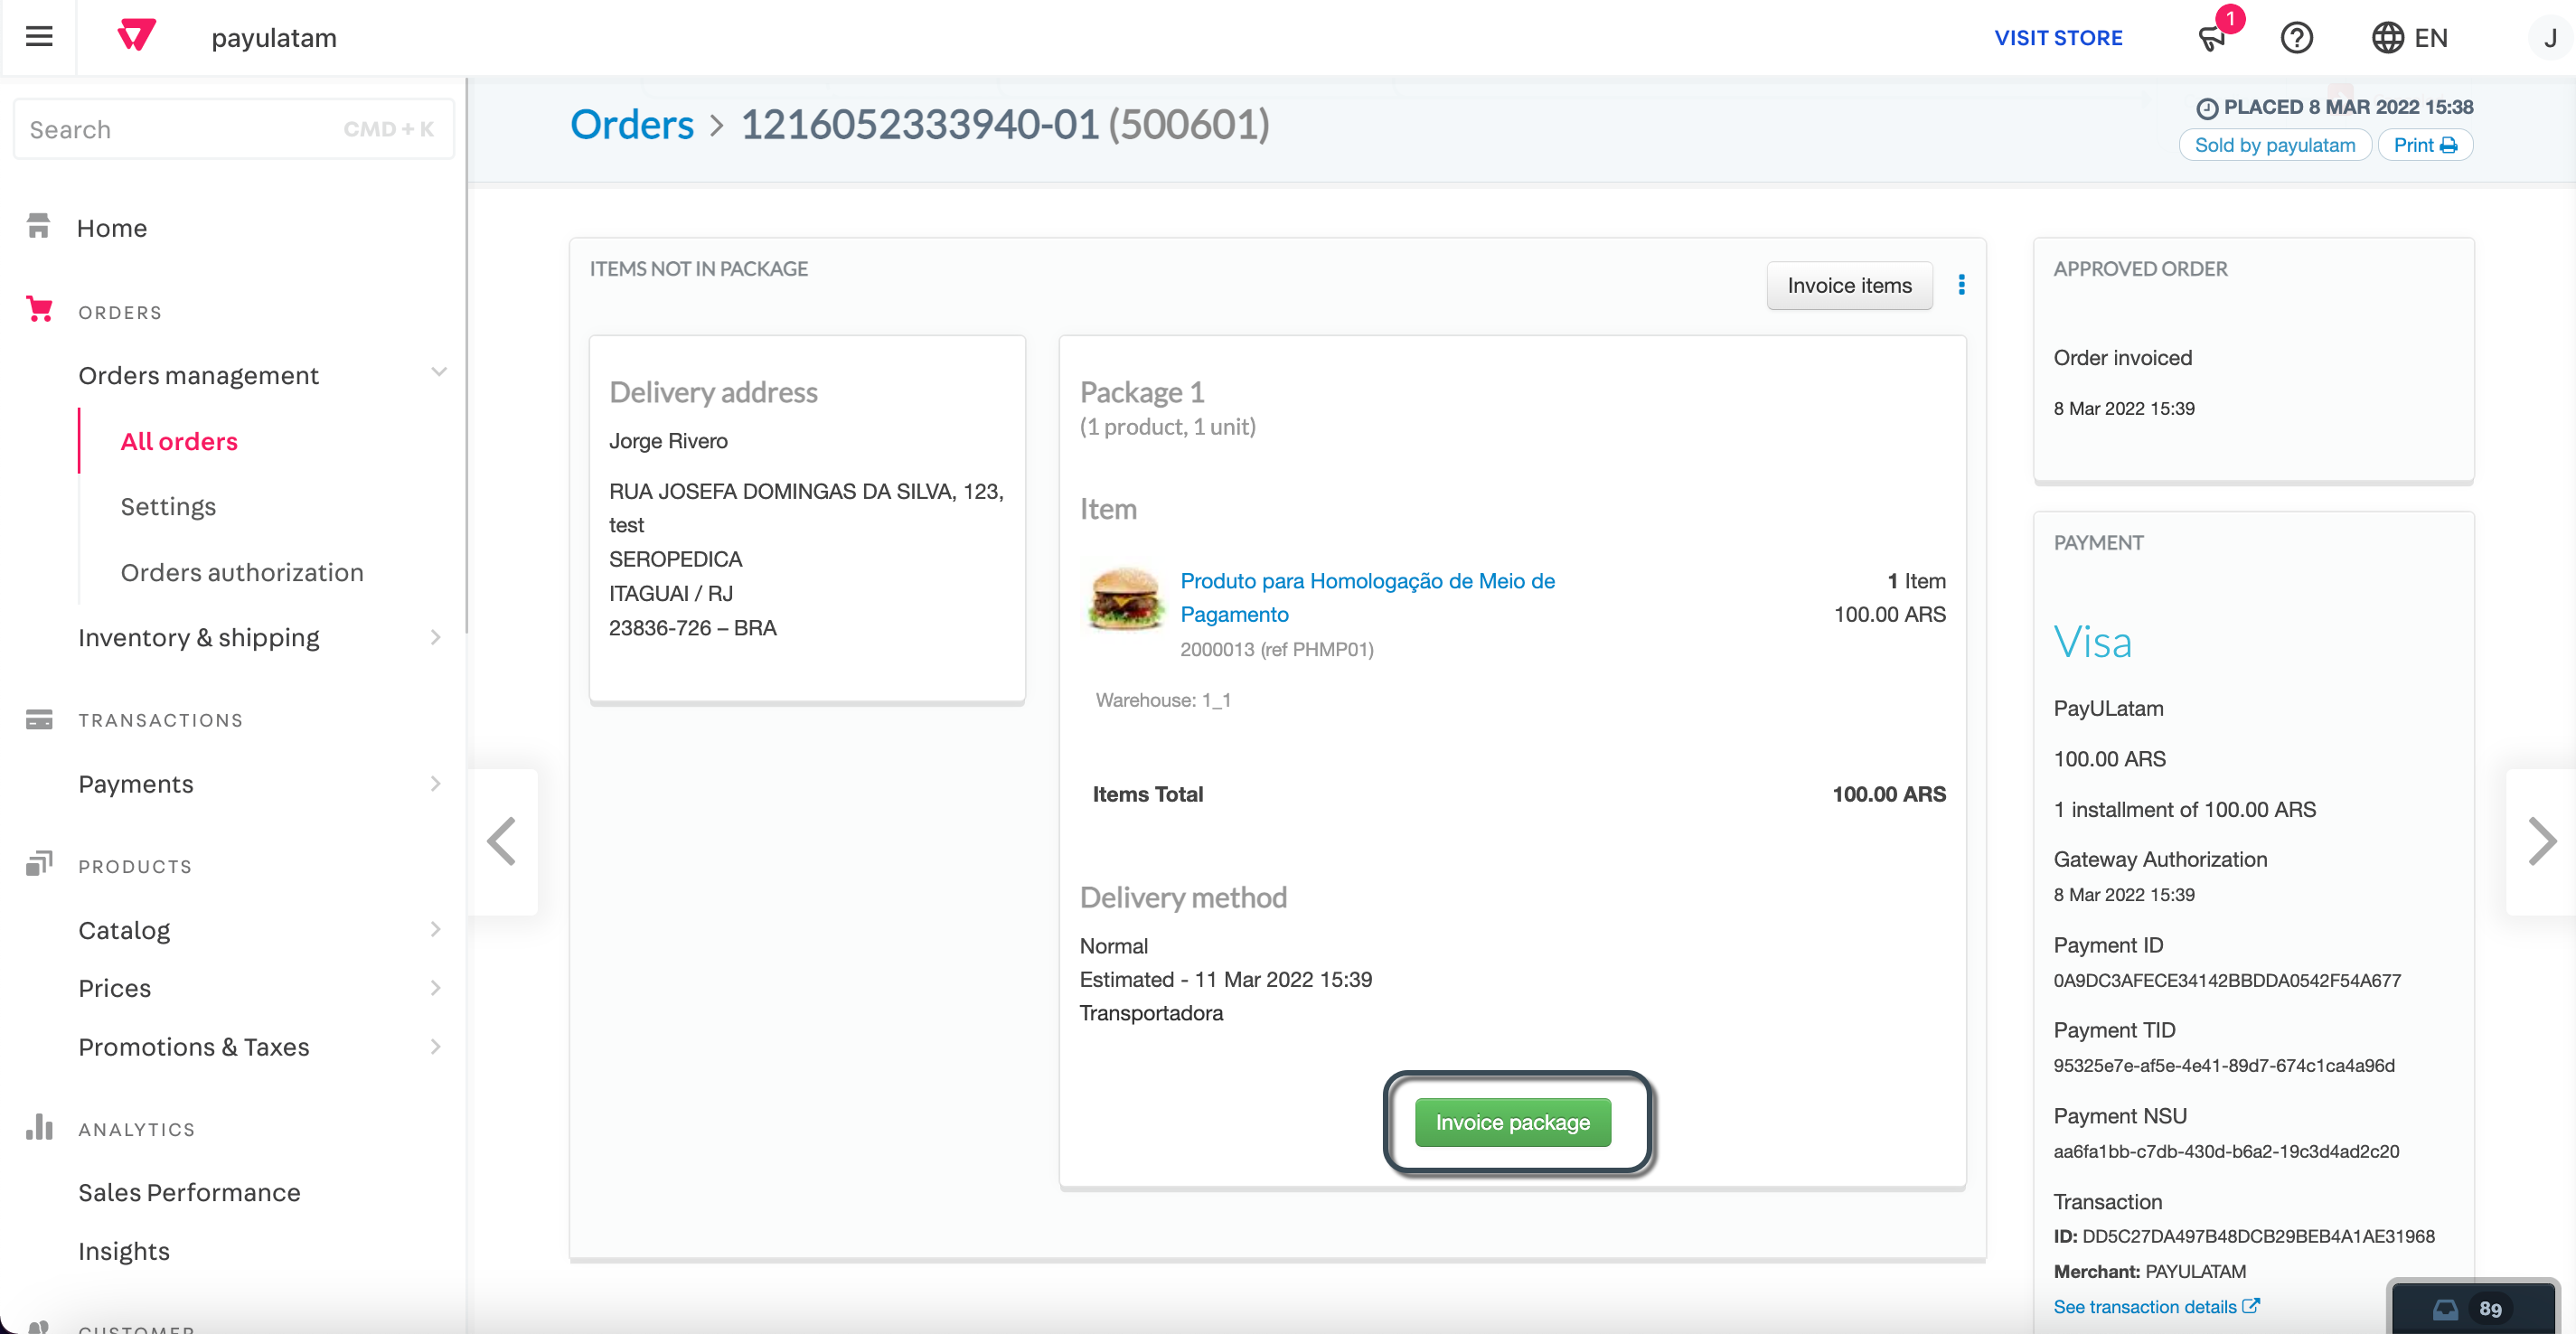 payulatam
VISIT STORE
1
EN
J
Search
CMD + K
Home
ORDERS
Orders management
All orders
Settings
Orders authorization
Inventory & shipping
TRANSACTIONS
Payments
PRODUCTS
Catalog
Prices
Promotions & Taxes
ANALYTICS
Sales Performance
Insights
CUSTOMER
Orders > 1216052333940-01 (500601)
PLACED 8 MAR 2022 15:38
Sold by payulatam
Print
ITEMS NOT IN PACKAGE
Invoice items
Delivery address
Jorge Rivero
RUA JOSEFA DOMINGAS DA SILVA, 123,
test
SEROPEDICA
ITAGUAI / RJ
23836-726 – BRA
Package 1
(1 product, 1 unit)
Item
Produto para Homologação de Meio de
Pagamento
1 Item
100.00 ARS
2000013 (ref PHMP01)
Warehouse: 1_1
Items Total 100.00 ARS
Delivery method
Normal
Estimated - 11 Mar 2022 15:39
Transportadora
Invoice package
APPROVED ORDER
Order invoiced
8 Mar 2022 15:39
PAYMENT
Visa
PayULatam
100.00 ARS
1 installment of 100.00 ARS
Gateway Authorization
8 Mar 2022 15:39
Payment ID
0A9DC3AFECE34142BBDDA0542F54A677
Payment TID
95325e7e-af5e-4e41-89d7-674c1ca4a96d
Payment NSU
aa6fa1bb-c7db-430d-b6a2-19c3d4ad2c20
Transaction
ID: DD5C27DA497B48DCB29BEB4A1AE31968
Merchant: PAYULATAM
See transaction details
89